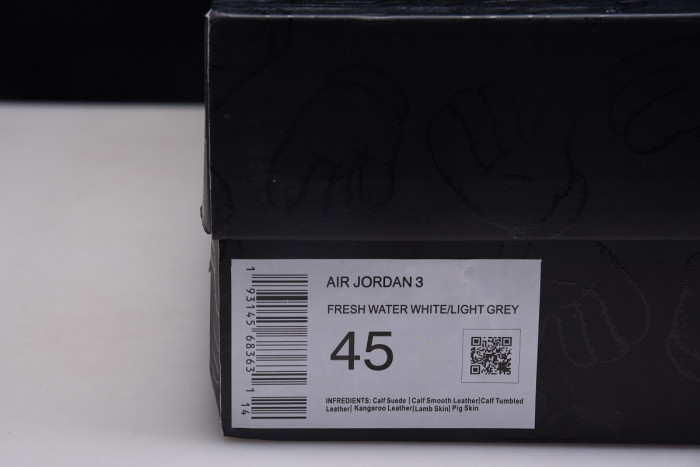 AIR JORDAN 3
FRESH WATER WHITE/LIGHT GREY
45
INFREDIENTS: Calf Suede | Calf Smooth Leather|Calf Tumbled
Leather| Kangaroo Leather|Lamb Skin| Pig Skin
1 93145 68363 1
14